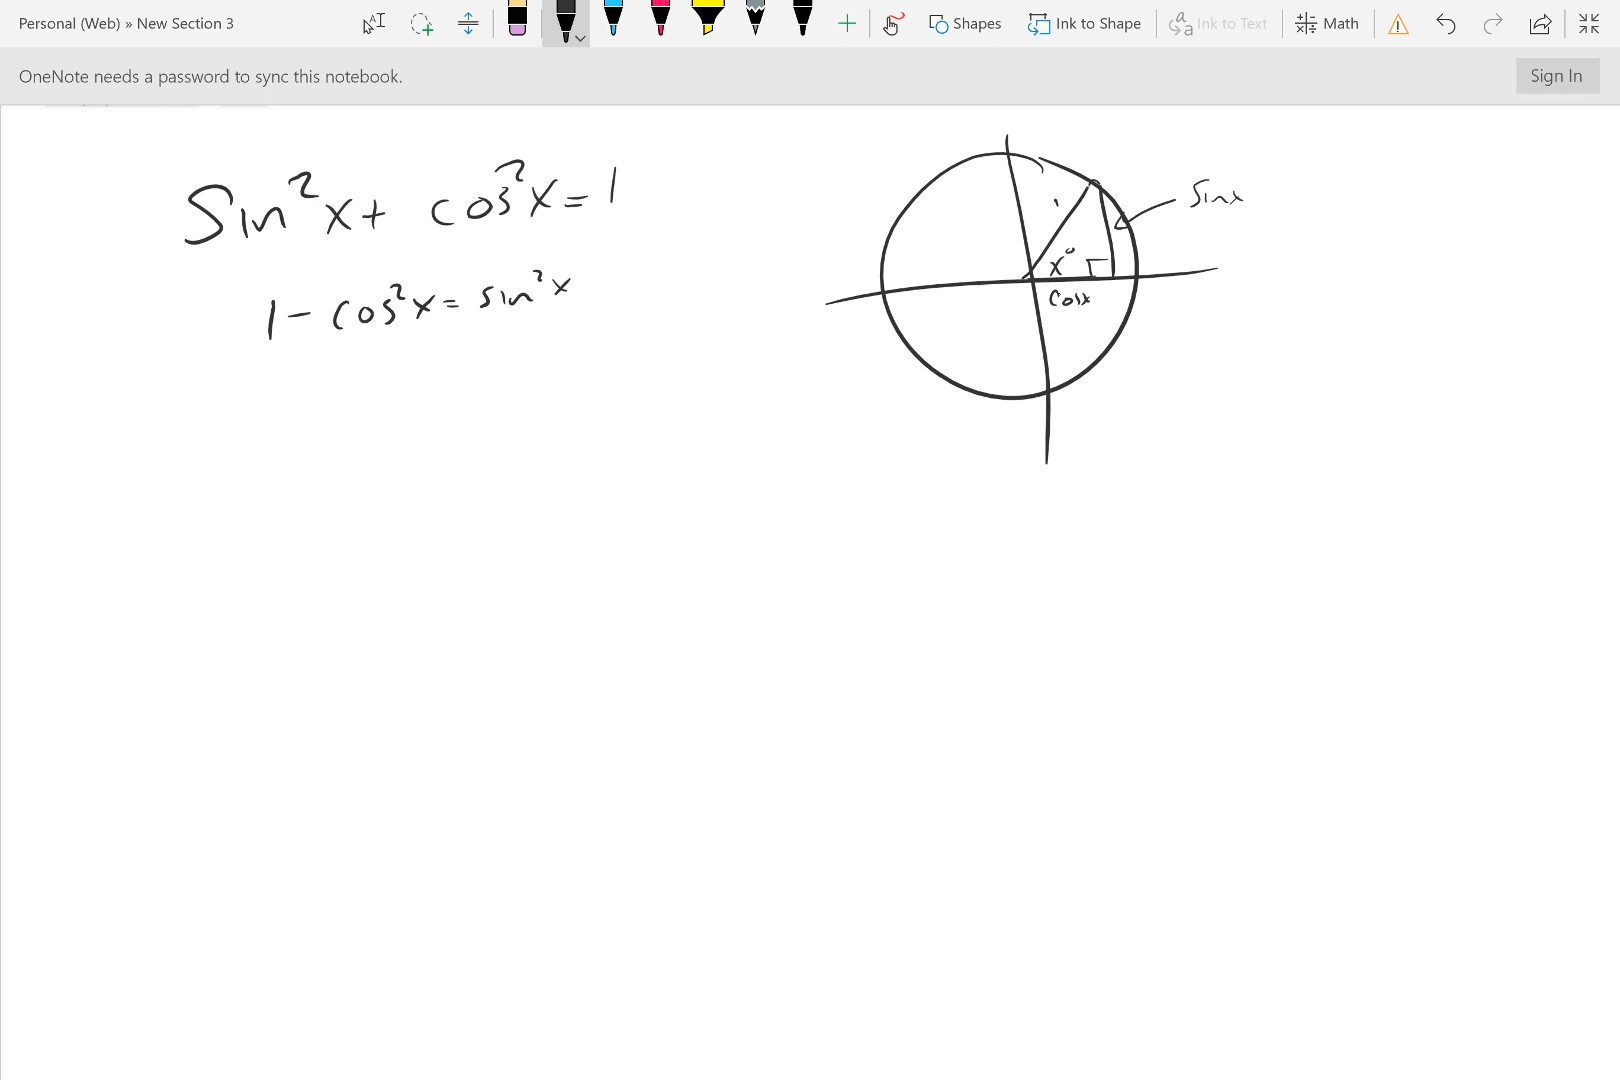 Personal (Web) » New Section 3
Shapes
Ink to Shape
Ink to Text
Math
OneNote needs a password to sync this notebook.
Sign In
Sin²x + cos²x = 1
1 - cos²x = sin²x
Sinx
x°
Cosx